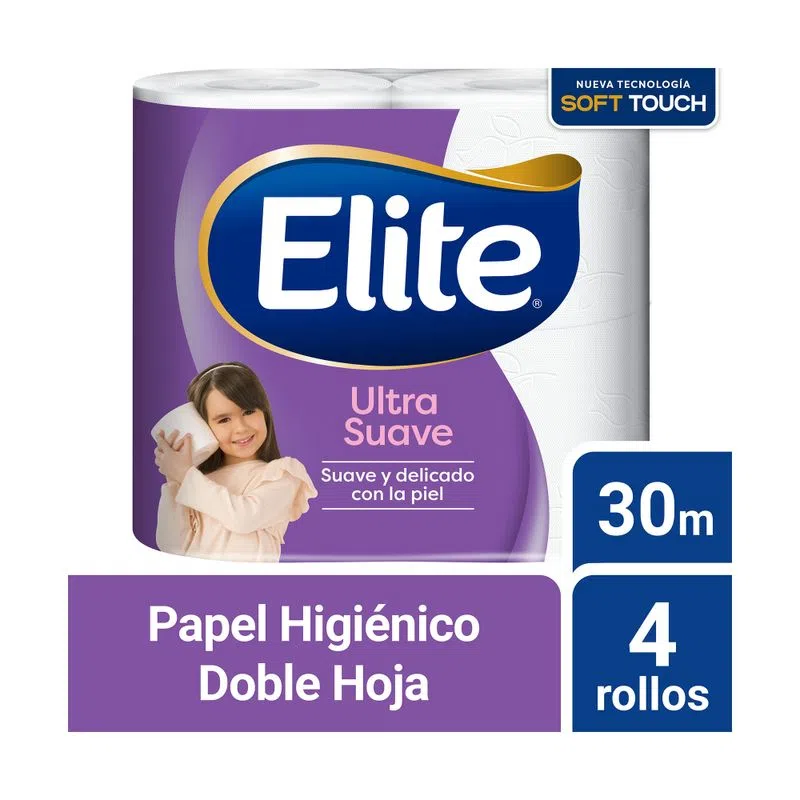 NUEVA TECNOLOGÍA
SOFT TOUCH
Elite®
Ultra
Suave
Suave y delicado
con la piel
30m
4
rollos
Papel Higiénico
Doble Hoja